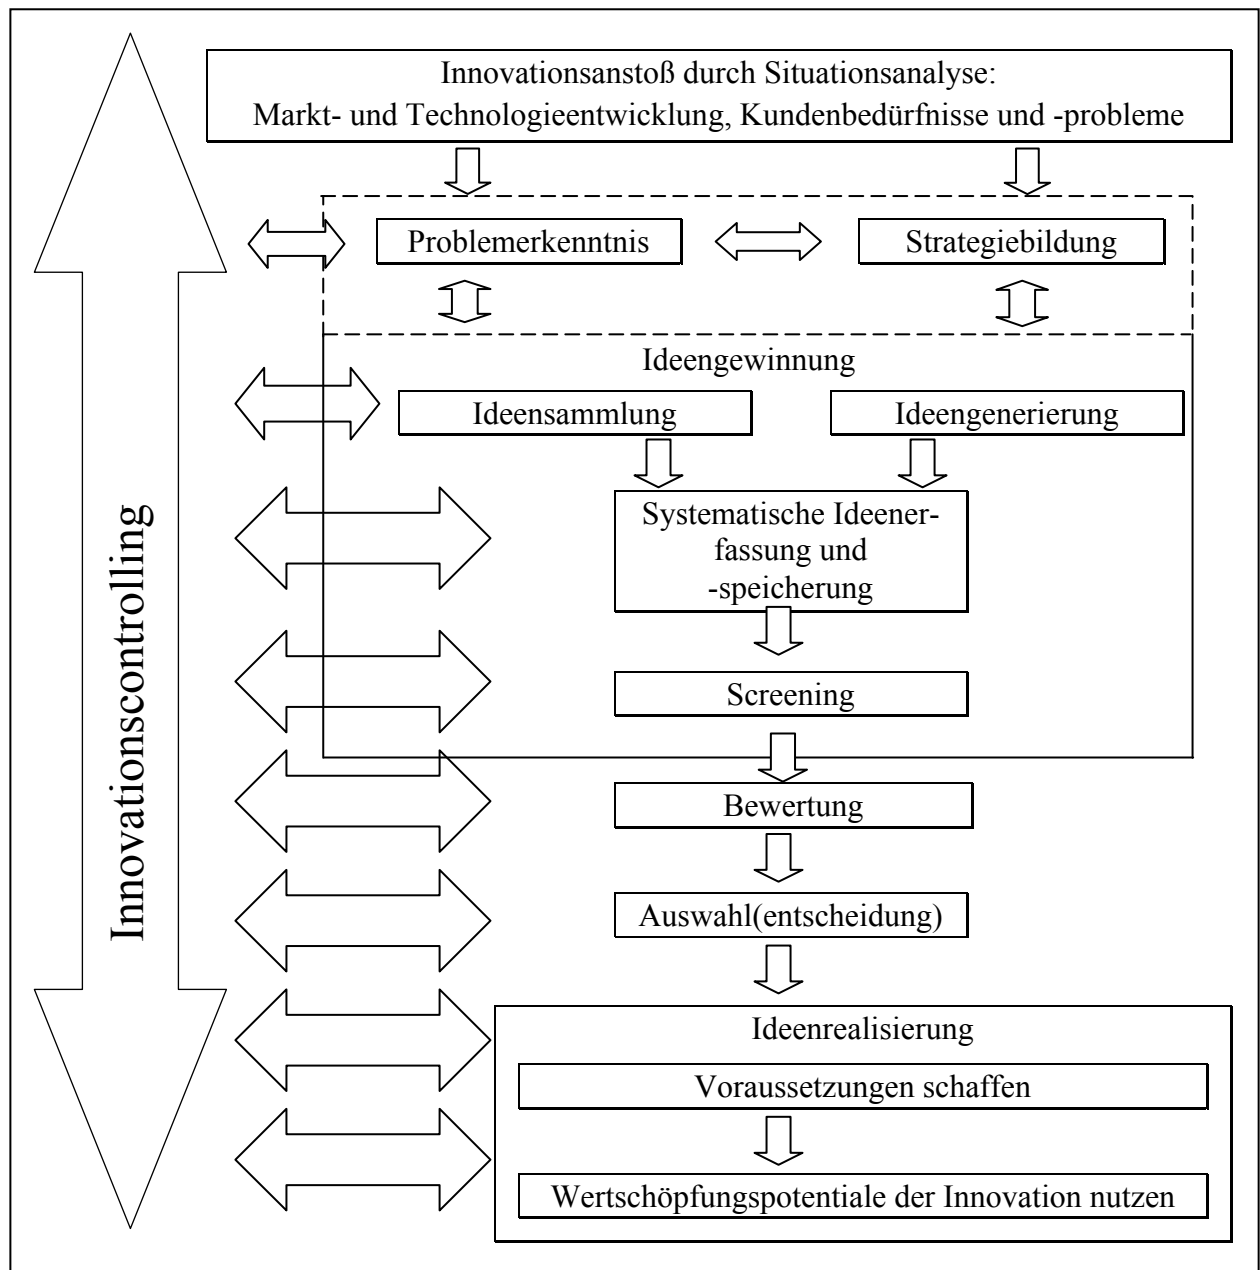 Innovationsanstoß durch Situationsanalyse:
Markt- und Technologieentwicklung, Kundenbedürfnisse und -probleme
Problemerkenntnis
Strategiebildung
Ideengewinnung
Ideensammlung
Ideengenerierung
Systematische Ideener-
fassung und
-speicherung
Screening
Bewertung
Auswahl(entscheidung)
Ideenrealisierung
Voraussetzungen schaffen
Wertschöpfungspotentiale der Innovation nutzen
Innovationscontrolling